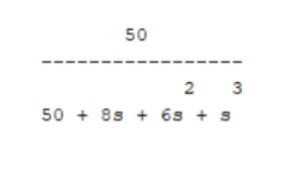 50
-----------------
2 3
50 + 8s + 6s + s